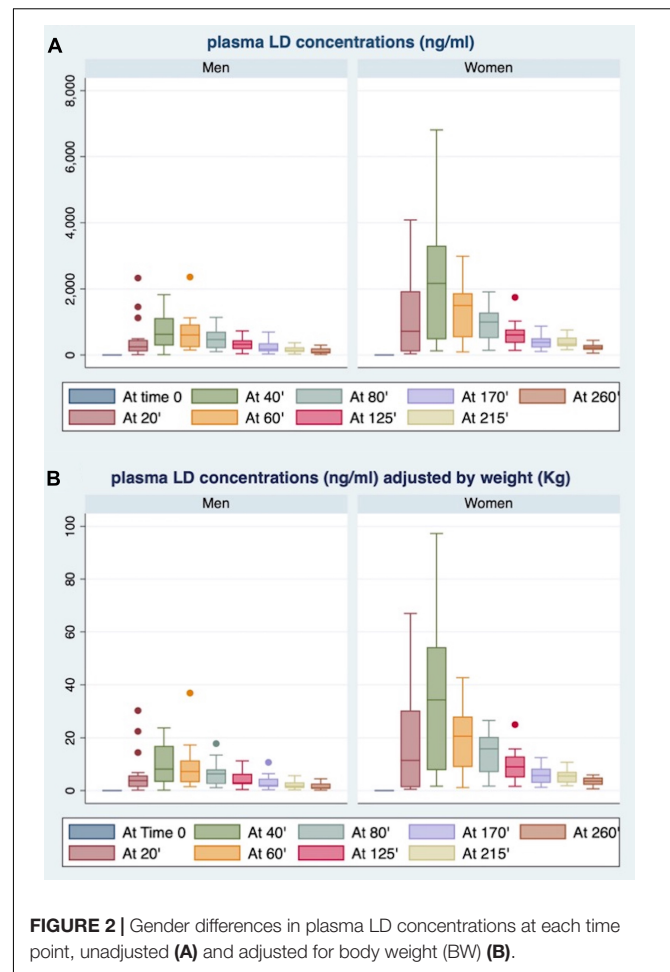 A
plasma LD concentrations (ng/ml)
Men
Women
8,000
6,000
4,000
2,000
0
At time 0
At 40'
At 80'
At 170'
At 260'
At 20'
At 60'
At 125'
At 215'
B
plasma LD concentrations (ng/ml) adjusted by weight (Kg)
Men
Women
100
80
60
40
20
0
At Time 0
At 40'
At 80'
At 170'
At 260'
At 20'
At 60'
At 125'
At 215'
FIGURE 2 | Gender differences in plasma LD concentrations at each time
point, unadjusted (A) and adjusted for body weight (BW) (B).